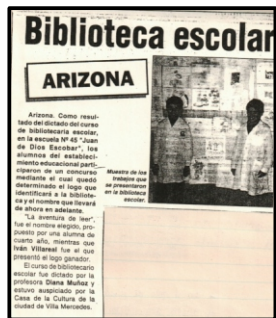 Biblioteca escolar
ARIZONA
Arizona. Como resul-
tado del dictado del curso
de bibliotecaria escolar,
en la escuela Nº 45 "Juan
de Dios Escobar", los
alumnos del estableci-
miento educacional parti-
ciparon de un concurso
mediante el cual quedó
determinado el logo que
identificará a la bibliote-
ca y el nombre que llevará
de ahora en adelante.
"La aventura de leer",
fue el nombre elegido, pro-
puesto por una alumna de
cuarto año, mientras que
Iván Villareal fue el que
presentó el logo ganador.
El curso de bibliotecario
escolar fue dictado por la
profesora Diana Muñoz y
estuvo auspiciado por la
Casa de la Cultura de la
ciudad de Villa Mercedes.
Muestra de los
trabajos que
se presentaron
en la biblioteca
escolar.